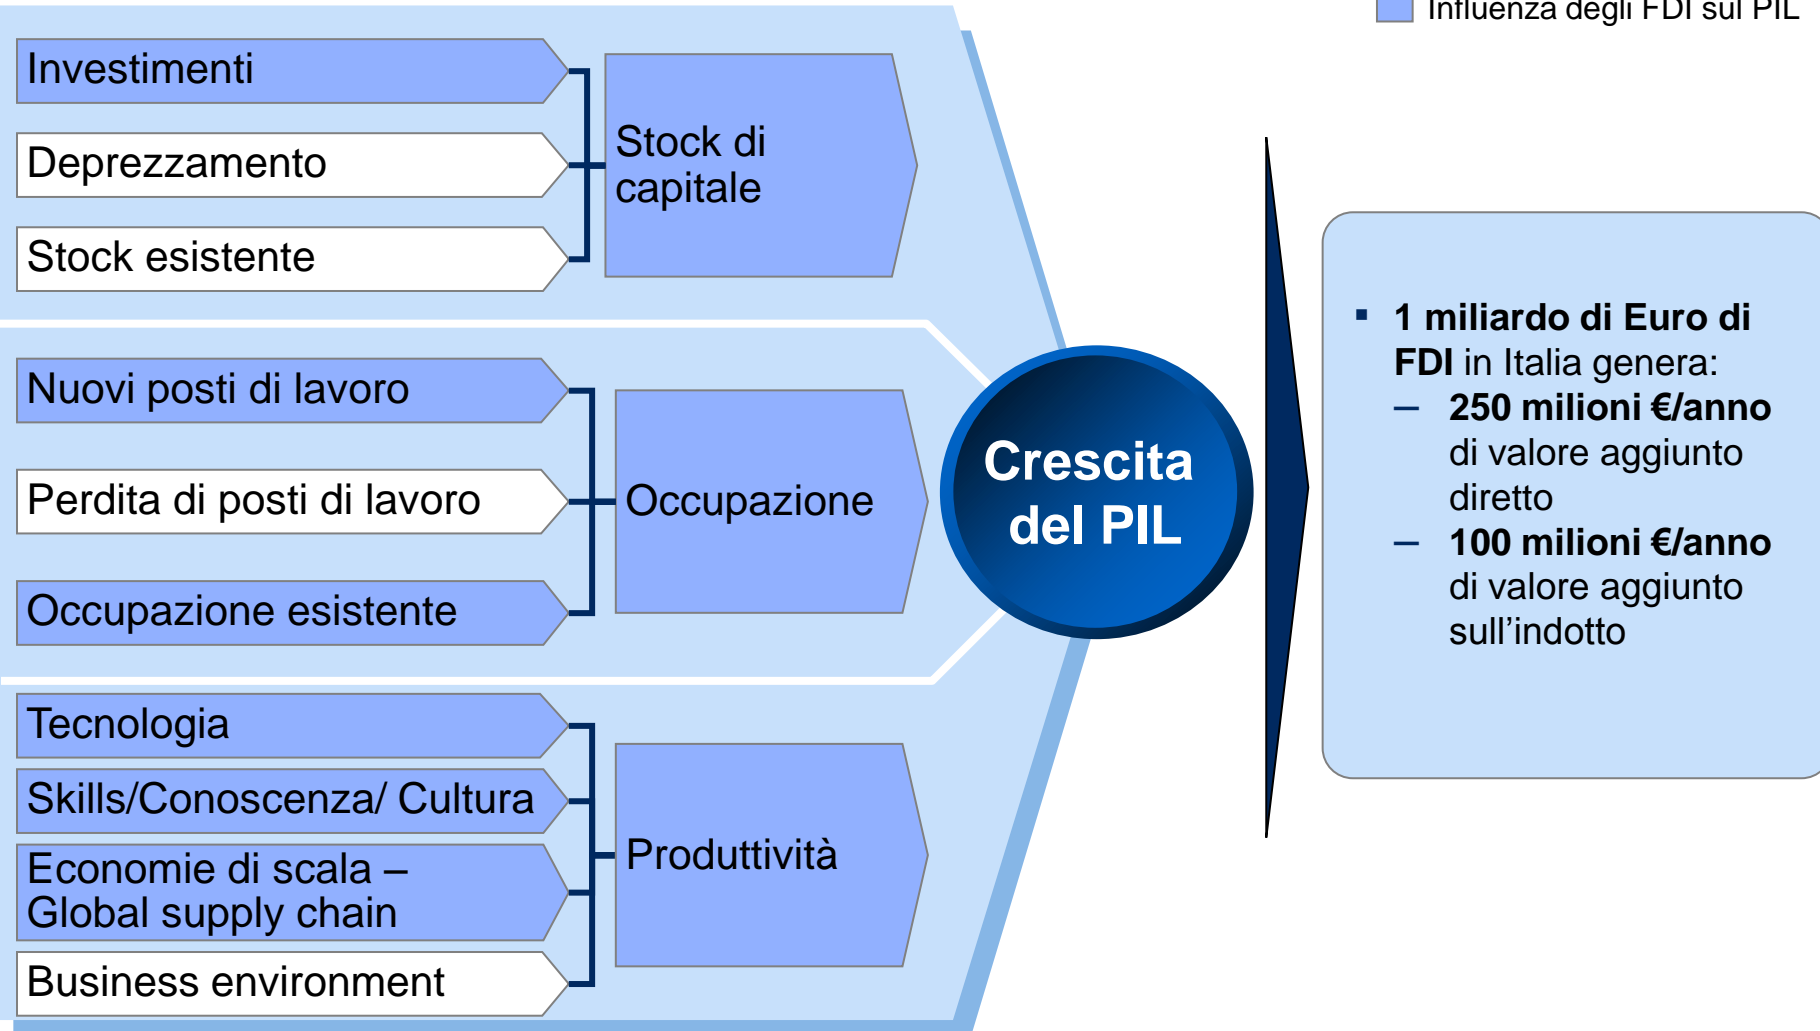 Influenza degli FDI sul PIL
Investimenti
Deprezzamento
Stock esistente
Stock di
capitale
Nuovi posti di lavoro
Perdita di posti di lavoro
Occupazione esistente
Occupazione
Tecnologia
Skills/Conoscenza/ Cultura
Economie di scala –
Global supply chain
Business environment
Produttività
Crescita
del PIL
▪ 1 miliardo di Euro di
FDI in Italia genera:
– 250 milioni €/anno
di valore aggiunto
diretto
– 100 milioni €/anno
di valore aggiunto
sull’indotto